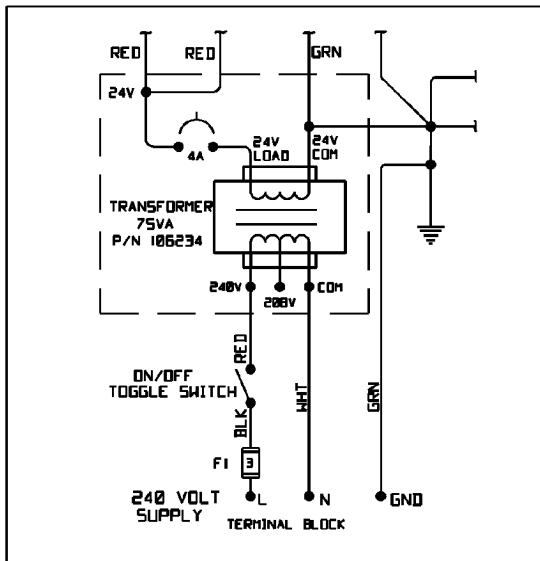 RED
RED
GRN
24V
4A
24V
LOAD
24V
COM
TRANSFORMER
75VA
P/N 106234
240V
208V
COM
RED
ON/OFF
TOGGLE SWITCH
BLK
WHT
GRN
F1
3
240 VOLT
SUPPLY
L
N
GND
TERMINAL BLOCK